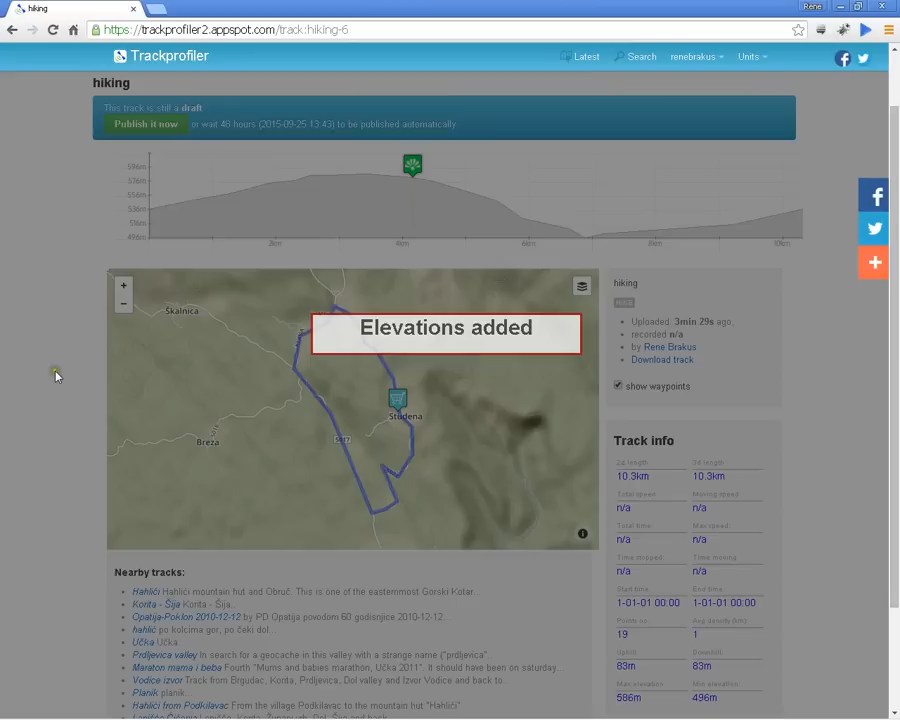 hiking
Rene
https://trackprofiler2.appspot.com/track:hiking-6
Trackprofiler
Latest
Search
renebrakus
Units
hiking
This track is still a draft
Publish it now or wait 48 hours (2015-09-25 13:43) to be published automatically
596m
576m
556m
536m
516m
496m
2km
4km
6km
8km
10km
Elevations added
+
−
Škalnica
Studena
Breza
hiking
Uploaded: 3min 29s ago,
recorded n/a
by Rene Brakus
Download track
show waypoints
Track info
2d length 3d length
10.3km 10.3km
Total speed Moving speed
n/a n/a
Total time: Max speed
n/a n/a
Time stopped: Time moving
n/a n/a
Start time: End time:
1-01-01 00:00 1-01-01 00:00
Points no Avg density (km)
19 1
Uphill Downhill
83m 83m
Max elevation Min elevation
586m 496m
Nearby tracks:
Hahlići Hahlići mountain hut and Obruč. This is one of the easternmost Gorski Kotar...
Konta - Šija Konta - Šija..
Opatija-Poklon 2010-12-12 by PD Opatija povodom 60 godisnjice 2010-12-12..
hahlić po kolcima gor, po čeki dol...
Učka Učka..
Prdljevica valley In search for a geocache in this valley with a strange name ("prdljevica"..
Maraton mama i beba Fourth "Mums and babies marathon, Učka 2011". It should have been on saturday...
Vodice izvor Track from Brgudac, Konta, Prdljevica, Dol valley and Izvor Vodice and back to..
Planik planik...
Hahlići from Podkilavac From the village Podkilavac to the mountain hut "Hahlići"